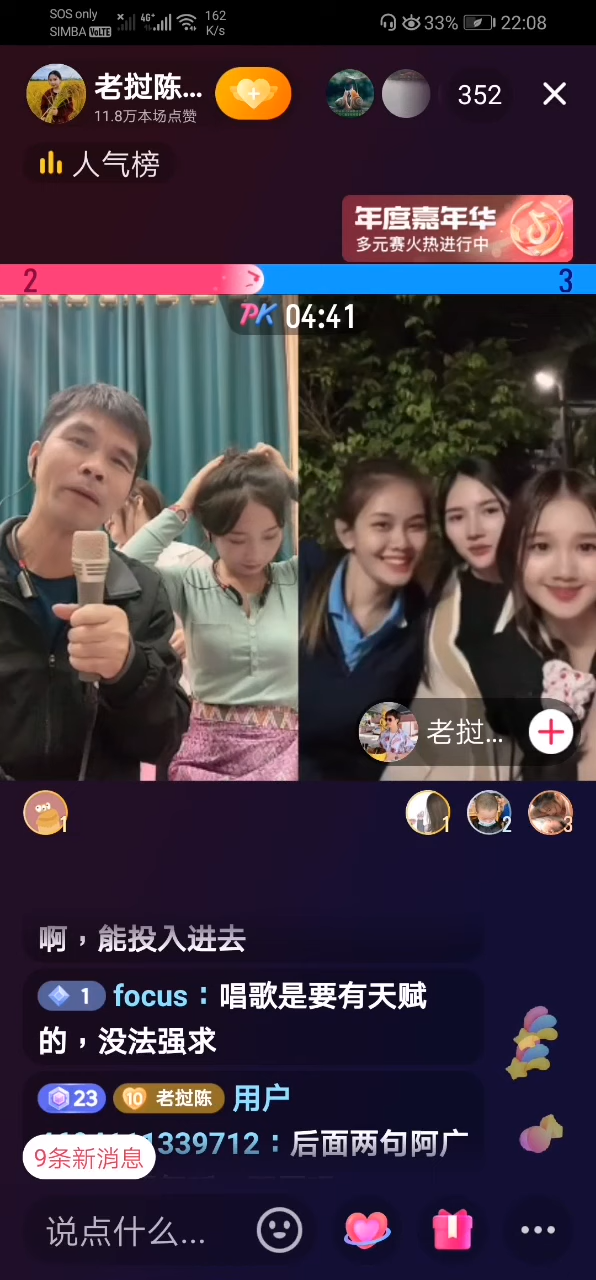 SOS only
SIMBA VoLTE
4G+
162
K/s
33%
22:08
老挝陈...
11.8万本场点赞
352
人气榜
年度嘉年华
多元赛火热进行中
2
3
PK 04:41
老挝...
1
1
2
3
啊，能投入进去
1 focus：唱歌是要有天赋
的，没法强求
23 10 老挝陈 用户
1339712：后面两句阿广
9条新消息
说点什么...